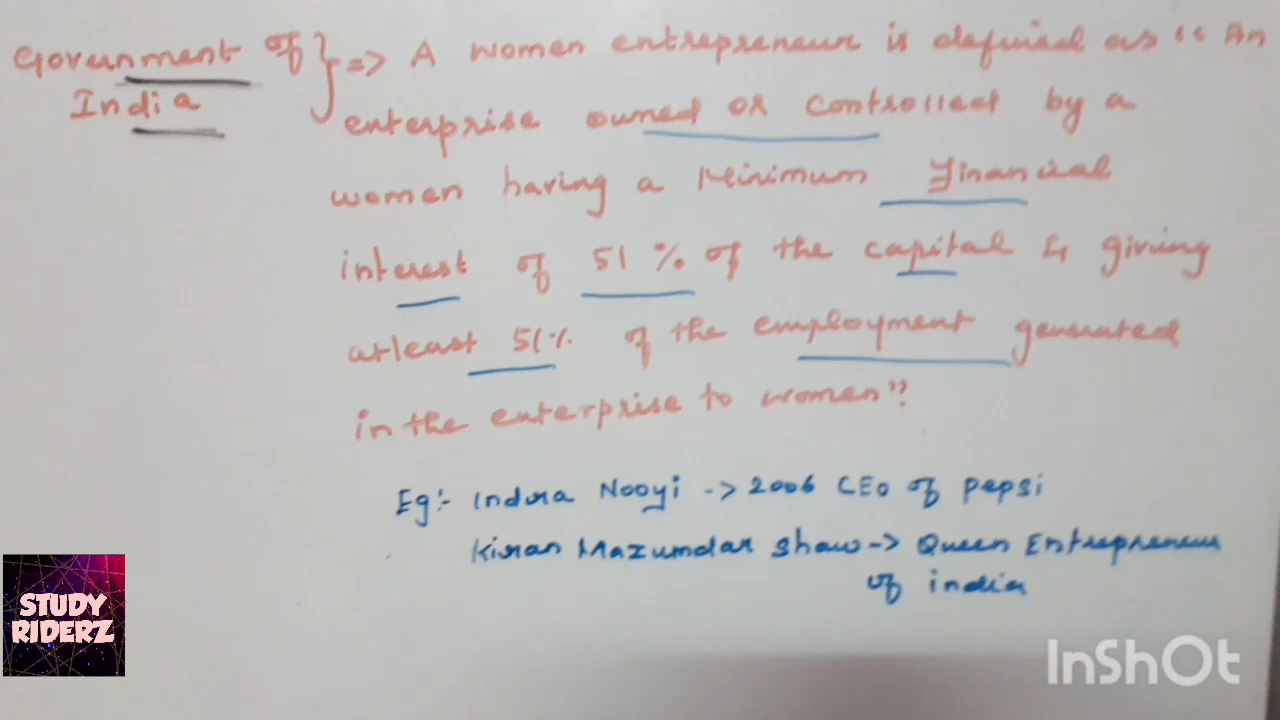 Government of } => A women entrepreneur is defined as "An
India
enterprise owned or controlled by a
women having a Minimum Financial
interest of 51% of the capital & giving
atleast 51% of the employment generated
in the enterprise to women"
Eg:- Indira Nooyi -> 2006 CEO of pepsi
Kiran Mazumdar Shaw -> Queen Entrepreneur
of india
STUDY
RIDERZ
InShOt